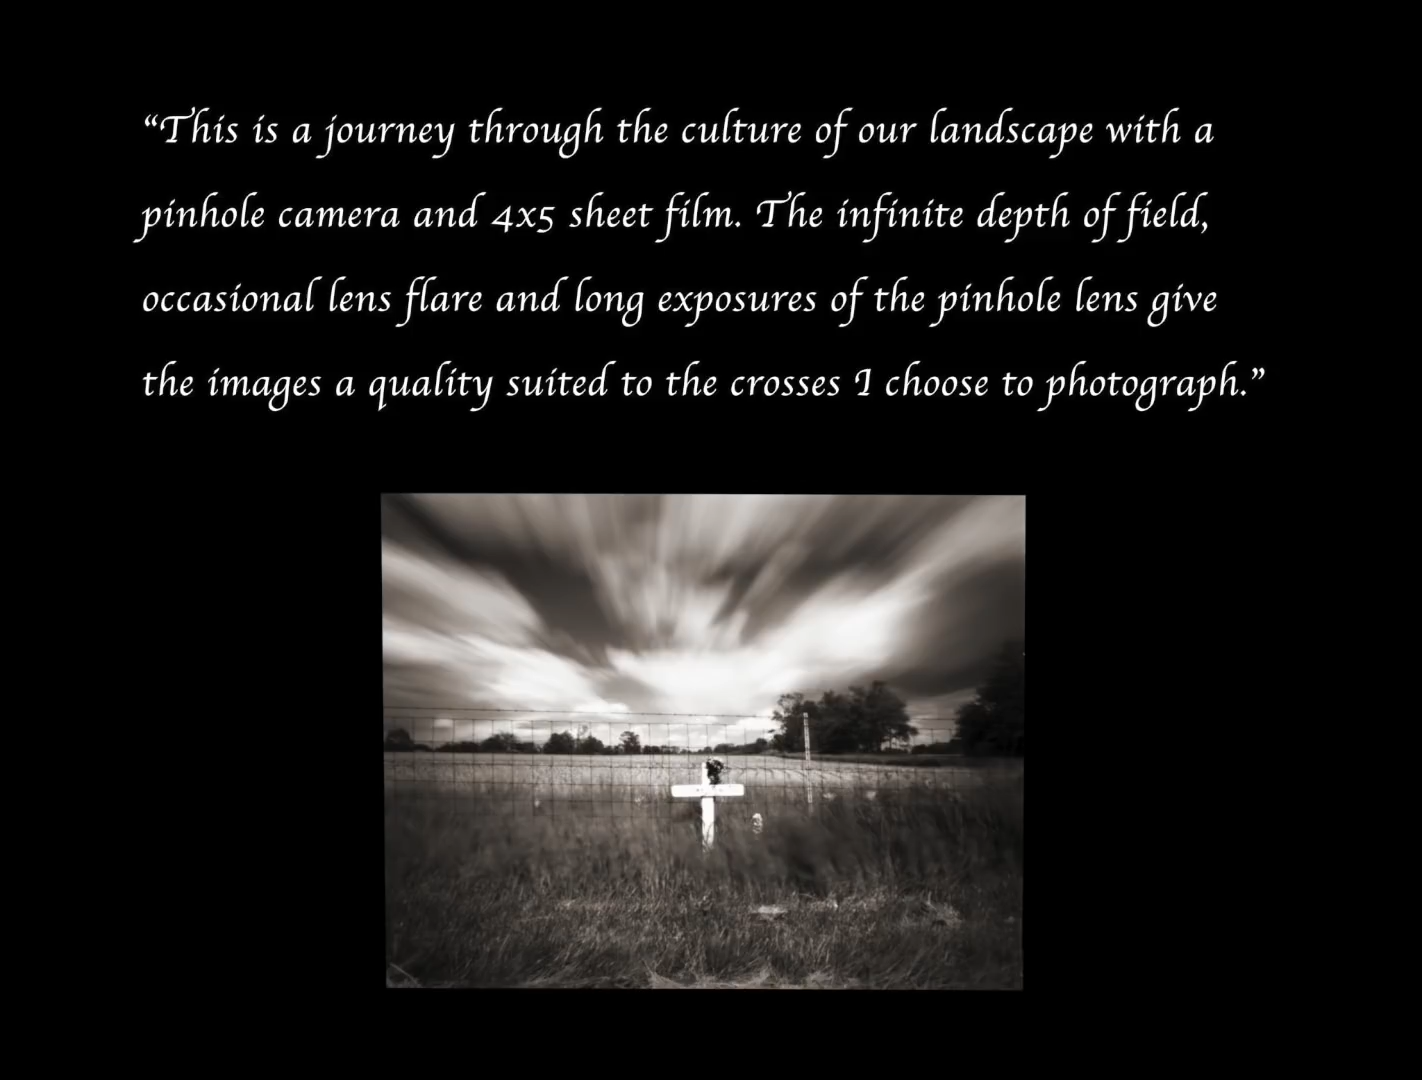 “This is a journey through the culture of our landscape with a
pinhole camera and 4x5 sheet film. The infinite depth of field,
occasional lens flare and long exposures of the pinhole lens give
the images a quality suited to the crosses I choose to photograph.”